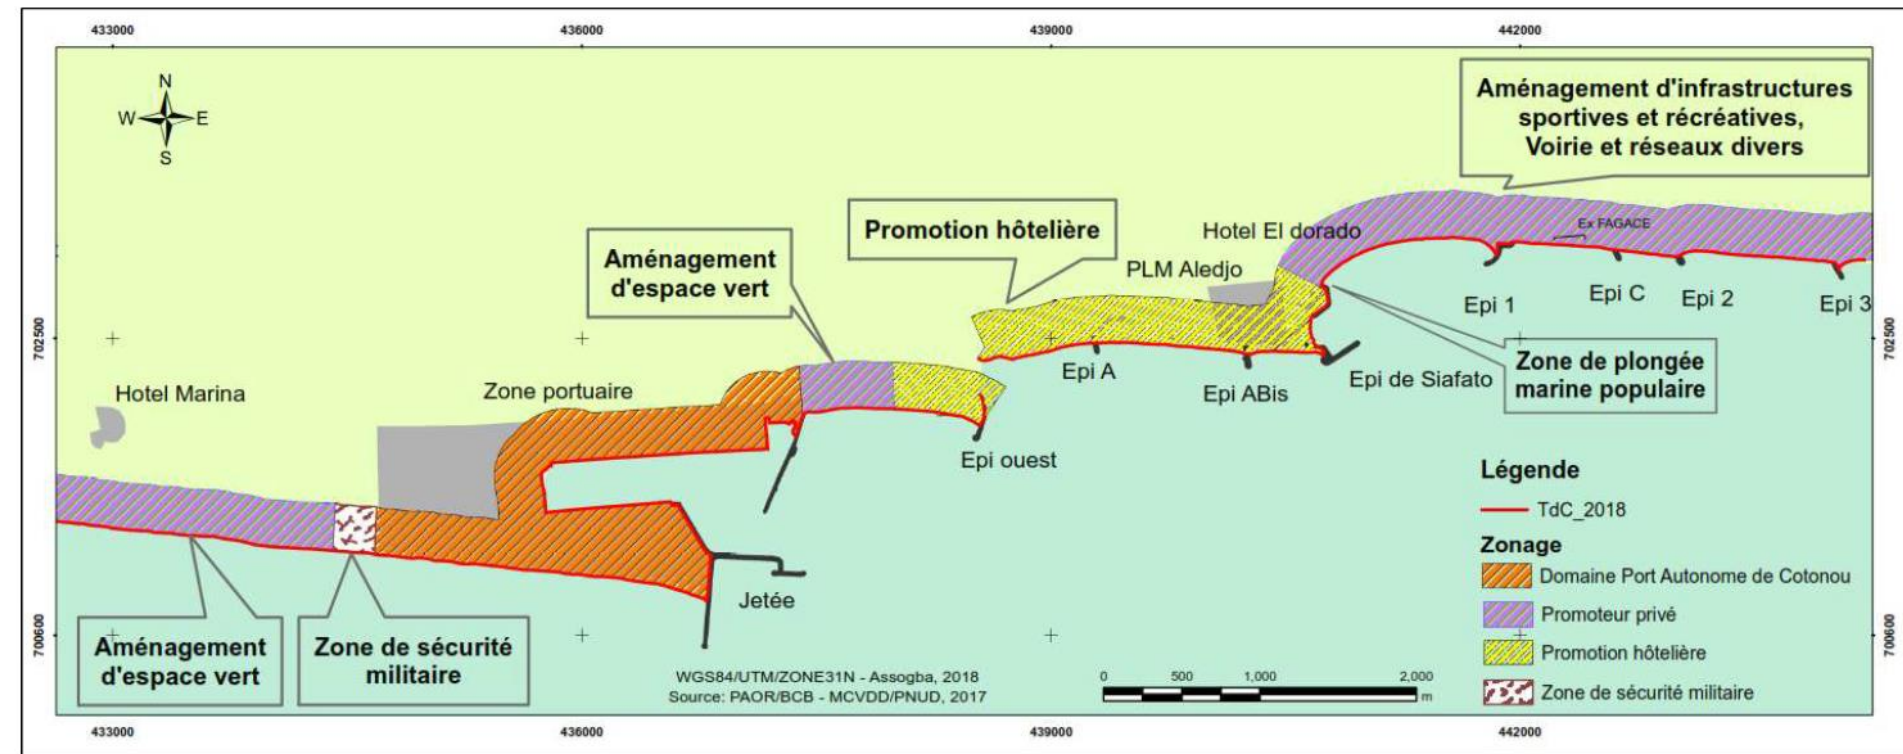 433000 436000 439000 442000
N
W E
S
Aménagement d'infrastructures
sportives et récréatives,
Voirie et réseaux divers
Promotion hôtelière
Hotel El dorado
Ex FAGACE
Aménagement
d'espace vert
PLM Aledjo
Epi 1
Epi C
Epi 2
Epi 3
702500
702500
Epi A
Epi ABis
Epi de Siafato
Zone de plongée
marine populaire
Hotel Marina
Zone portuaire
Epi ouest
Légende
TdC_2018
Zonage
Domaine Port Autonome de Cotonou
Promoteur privé
Promotion hôtelière
Zone de sécurité militaire
Jetée
700600
700600
Aménagement
d'espace vert
Zone de sécurité
militaire
WGS84/UTM/ZONE31N - Assogba, 2018
Source: PAOR/BCB - MCVDD/PNUD, 2017
0 500 1,000 2,000
m
433000 436000 439000 442000